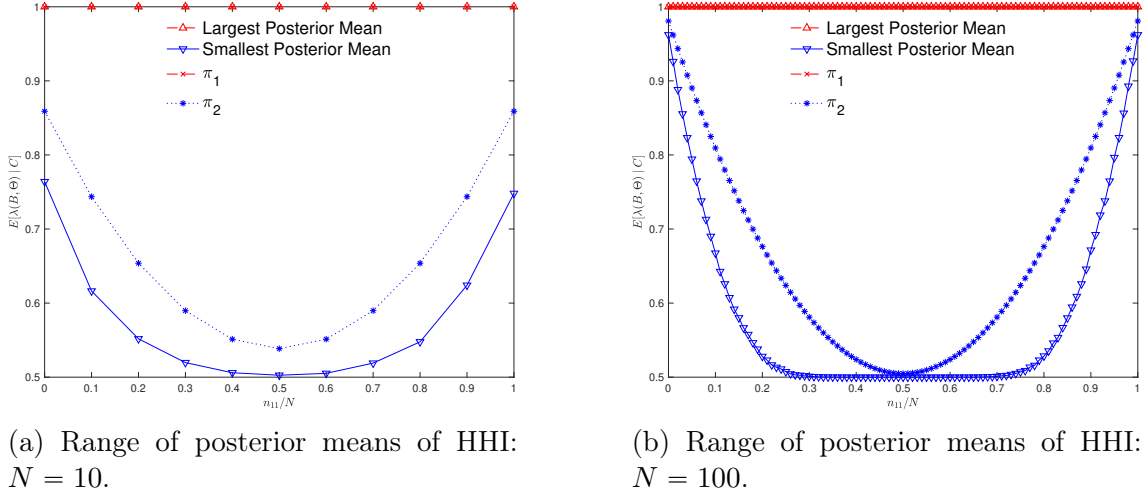 1
0.9
0.8
0.7
0.6
0.5
0 0.1 0.2 0.3 0.4 0.5 0.6 0.7 0.8 0.9 1
n₁₁/N
E[λ(B,Θ) | C]
Largest Posterior Mean
Smallest Posterior Mean
π₁
π₂
(a) Range of posterior means of HHI:
N = 10.
1
0.9
0.8
0.7
0.6
0.5
0 0.1 0.2 0.3 0.4 0.5 0.6 0.7 0.8 0.9 1
n₁₁/N
E[λ(B,Θ) | C]
Largest Posterior Mean
Smallest Posterior Mean
π₁
π₂
(b) Range of posterior means of HHI:
N = 100.